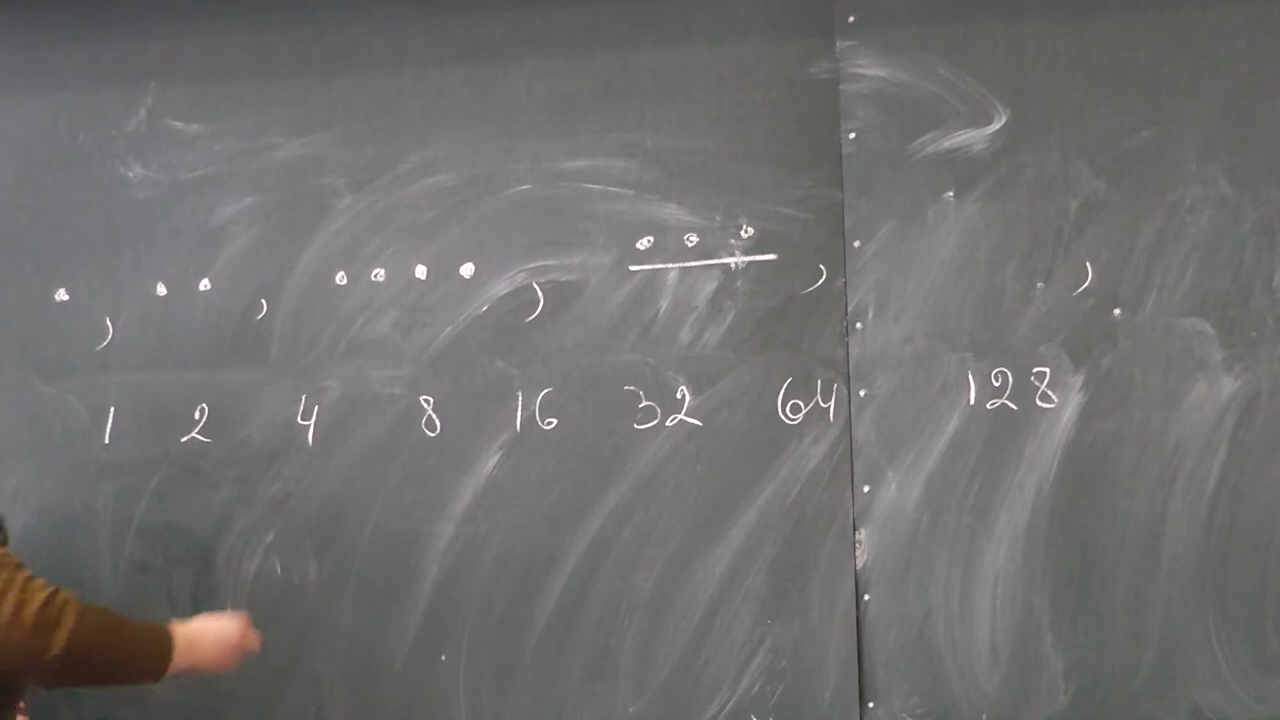 . , . . , . . . . , . . . ,  ,
1 2 4 8 16 32 64 128